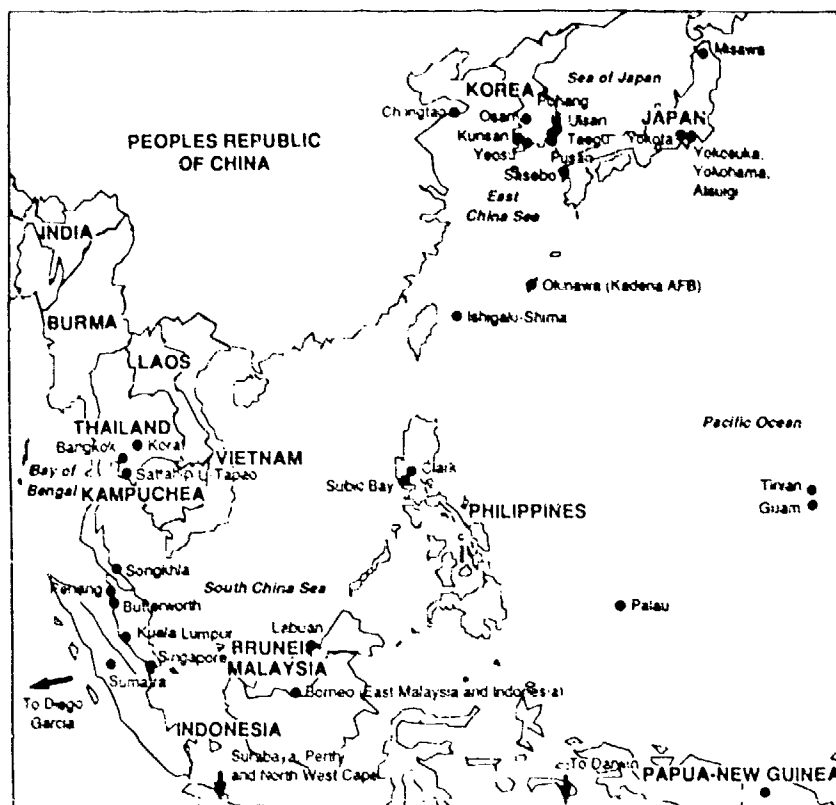 Misawa
Sea of Japan
KOREA
Pohang
Chingtao
Osan
Ulsan
JAPAN
PEOPLES REPUBLIC
OF CHINA
Kunsan
Taegu
Yokota
Yeosu
Pusan
Yokosuka,
Yokohama,
Atsugi
Sasebo
East
China Sea
INDIA
Okinawa (Kadena AFB)
Ishigaki-Shima
BURMA
LAOS
THAILAND
Pacific Ocean
Bangkok
Korat
VIETNAM
Bay of
Bengal
Clark
Subic Bay
KAMPUCHEA
Tinian
PHILIPPINES
Guam
Songkhla
South China Sea
Penang
Butterworth
Palau
Kuala Lumpur
Labuan
BRUNEI
Singapore
MALAYSIA
Sumatra
To Diego
Garcia
Borneo (East Malaysia and Indonesia)
INDONESIA
Surabaya, Perth,
and North West Cape
To Darwin
PAPUA-NEW GUINEA